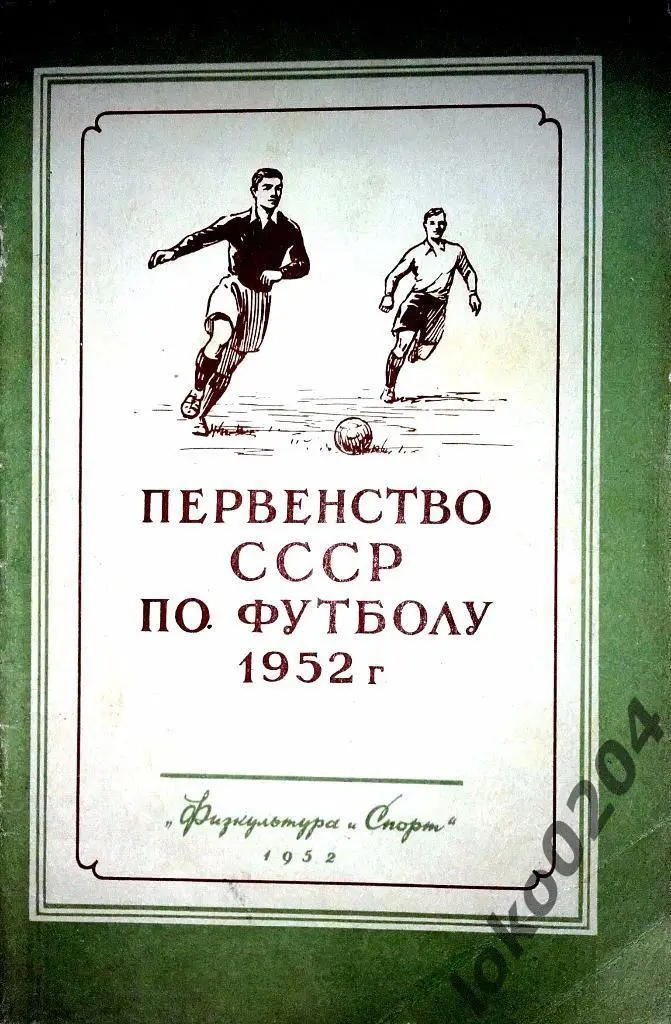 ПЕРВЕНСТВО
СССР
ПО ФУТБОЛУ
1952 г
„Физкультура и Спорт"
1952
loko0204